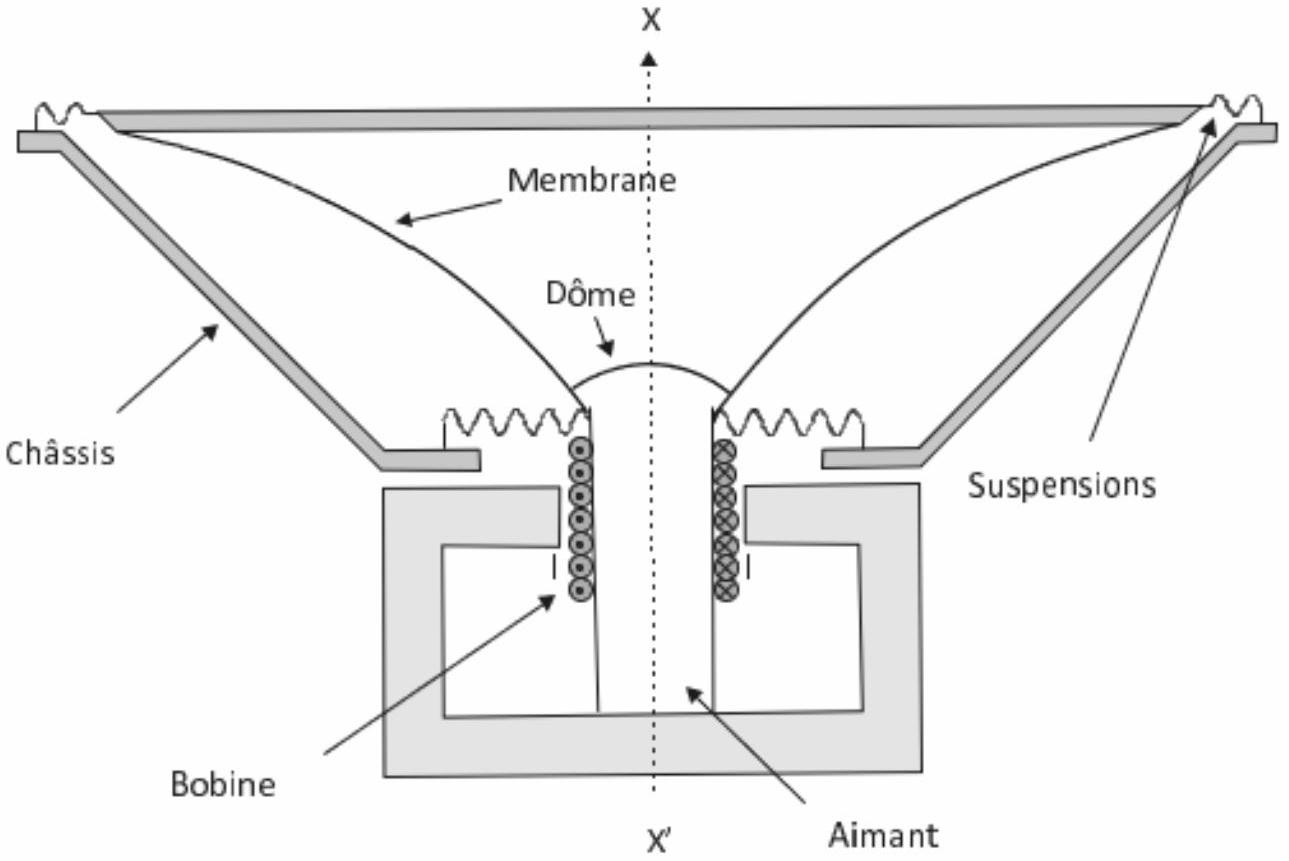 X
Membrane
Dôme
Châssis
Suspensions
Bobine
Aimant
X'